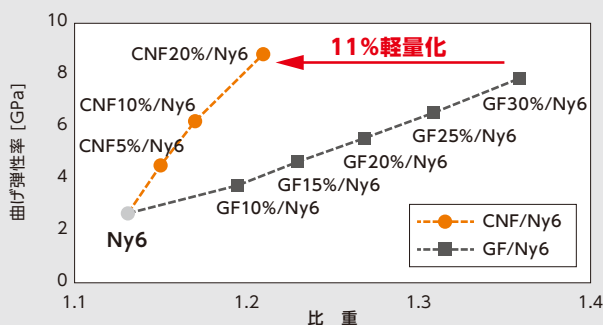 10
8
6
4
2
0
曲げ弾性率 [GPa]
CNF20%/Ny6
11%軽量化
CNF10%/Ny6
GF30%/Ny6
CNF5%/Ny6
GF25%/Ny6
GF20%/Ny6
GF15%/Ny6
GF10%/Ny6
Ny6
CNF/Ny6
GF/Ny6
1.1
1.2
1.3
1.4
比 重